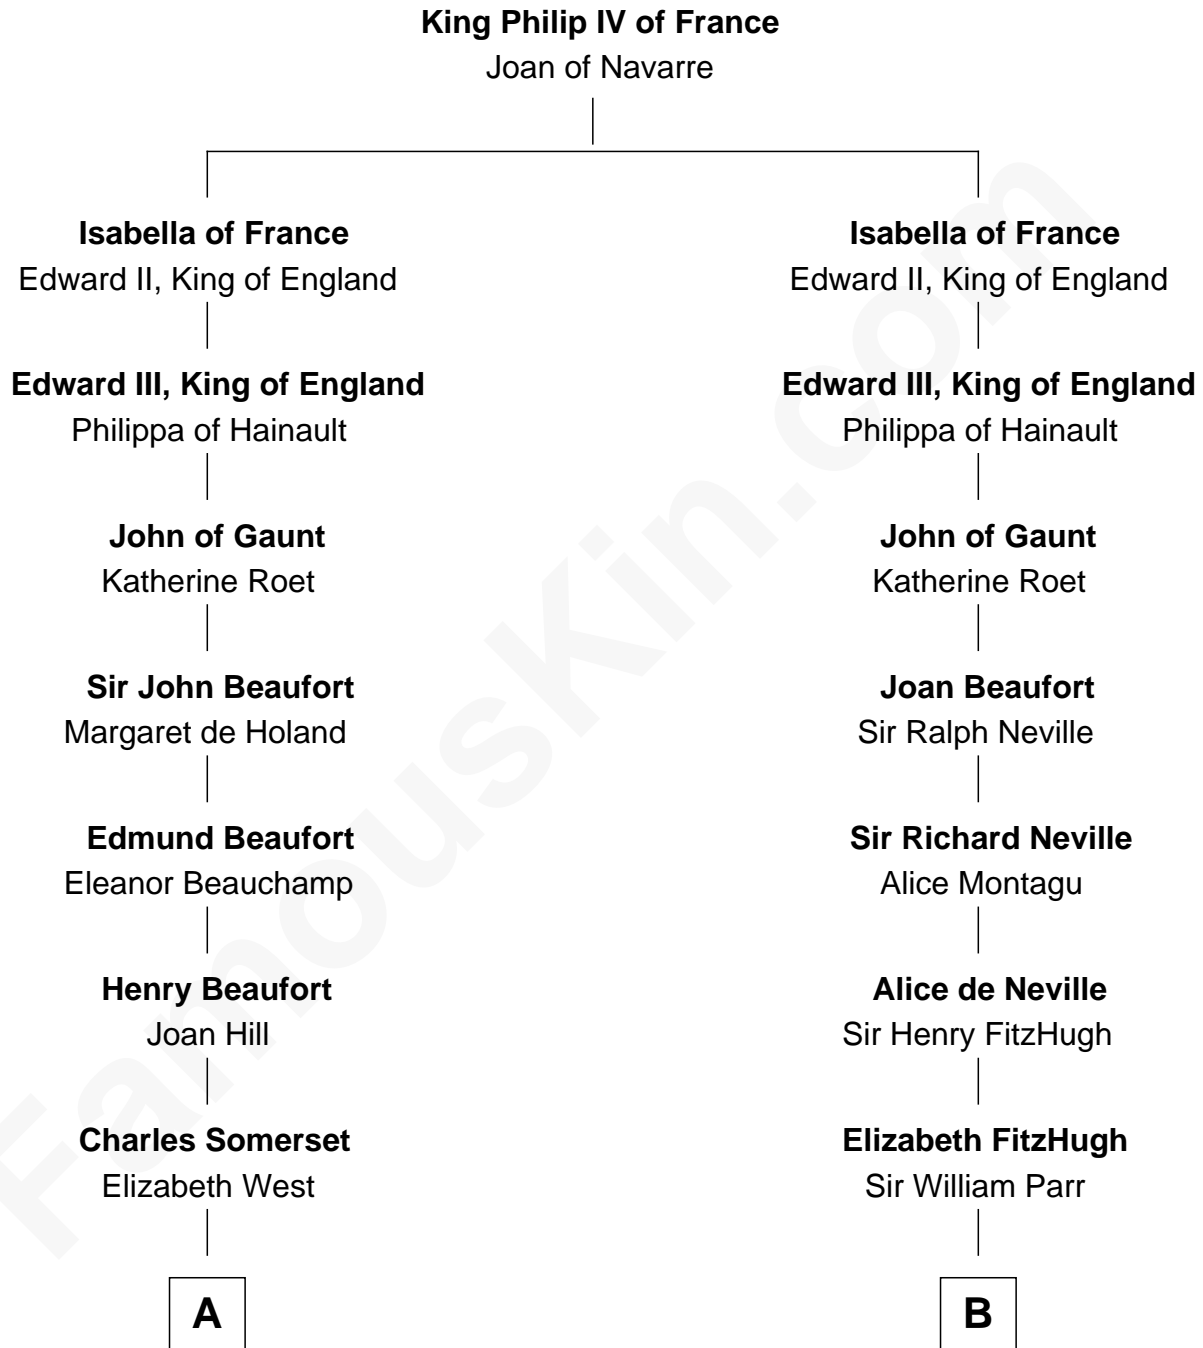 King Philip IV of France
Joan of Navarre
Isabella of France
Edward II, King of England
Edward III, King of England
Philippa of Hainault
John of Gaunt
Katherine Roet
Sir John Beaufort
Margaret de Holand
Edmund Beaufort
Eleanor Beauchamp
Henry Beaufort
Joan Hill
Charles Somerset
Elizabeth West
A
Isabella of France
Edward II, King of England
Edward III, King of England
Philippa of Hainault
John of Gaunt
Katherine Roet
Joan Beaufort
Sir Ralph Neville
Sir Richard Neville
Alice Montagu
Alice de Neville
Sir Henry FitzHugh
Elizabeth FitzHugh
Sir William Parr
B
FamousKin.com